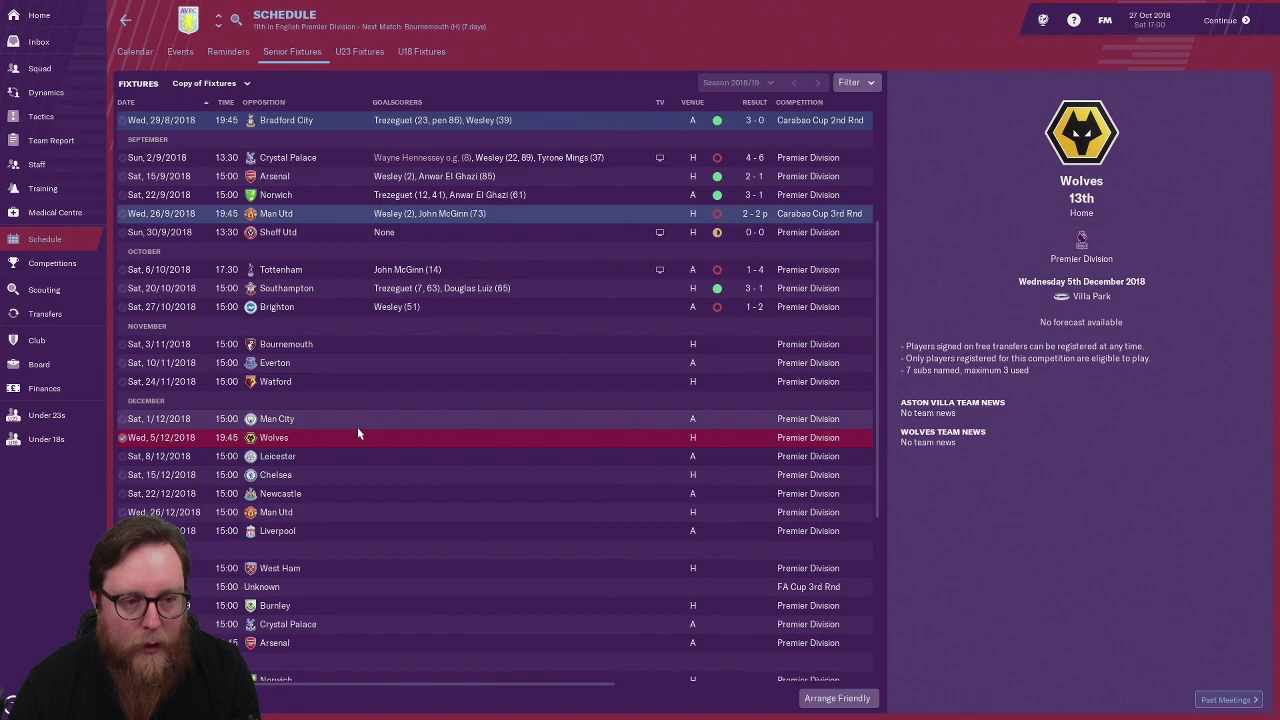 Home
Inbox
Squad
Dynamics
Tactics
Team Report
Staff
Training
Medical Centre
Schedule
Competitions
Scouting
Transfers
Club
Board
Finances
Under 23s
Under 18s
AVFC
SCHEDULE
11th in English Premier Division - Next Match: Bournemouth (H) (7 days)
FM
27 Oct 2018
Sat 17:00
Continue
Calendar Events Reminders Senior Fixtures U23 Fixtures U18 Fixtures
FIXTURES Copy of Fixtures Season 2018/19 Filter
DATE TIME OPPOSITION GOALSCORERS TV VENUE RESULT COMPETITION
Wed, 29/8/2018 19:45 Bradford City Trezeguet (23, pen 86), Wesley (39) A 3 - 0 Carabao Cup 2nd Rnd
SEPTEMBER
Sun, 2/9/2018 13:30 Crystal Palace Wayne Hennessey o.g. (8), Wesley (22, 89), Tyrone Mings (37) H 4 - 6 Premier Division
Sat, 15/9/2018 15:00 Arsenal Wesley (2), Anwar El Ghazi (85) H 2 - 1 Premier Division
Sat, 22/9/2018 15:00 Norwich Trezeguet (12, 41), Anwar El Ghazi (61) A 3 - 1 Premier Division
Wed, 26/9/2018 19:45 Man Utd Wesley (2), John McGinn (73) H 2 - 2 p Carabao Cup 3rd Rnd
Sun, 30/9/2018 13:30 Sheff Utd None H 0 - 0 Premier Division
OCTOBER
Sat, 6/10/2018 17:30 Tottenham John McGinn (14) A 1 - 4 Premier Division
Sat, 20/10/2018 15:00 Southampton Trezeguet (7, 63), Douglas Luiz (65) H 3 - 1 Premier Division
Sat, 27/10/2018 15:00 Brighton Wesley (51) A 1 - 2 Premier Division
NOVEMBER
Sat, 3/11/2018 15:00 Bournemouth H Premier Division
Sat, 10/11/2018 15:00 Everton A Premier Division
Sat, 24/11/2018 15:00 Watford H Premier Division
DECEMBER
Sat, 1/12/2018 15:00 Man City A Premier Division
Wed, 5/12/2018 19:45 Wolves H Premier Division
Sat, 8/12/2018 15:00 Leicester A Premier Division
Sat, 15/12/2018 15:00 Chelsea H Premier Division
Sat, 22/12/2018 15:00 Newcastle A Premier Division
Wed, 26/12/2018 15:00 Man Utd H Premier Division
15:00 Liverpool A Premier Division
15:00 West Ham H Premier Division
15:00 Unknown FA Cup 3rd Rnd
15:00 Burnley H Premier Division
15:00 Crystal Palace A Premier Division
Arsenal A Premier Division
Norwich H Premier Division
Arrange Friendly
Wolves
13th
Home
Premier Division
Wednesday 5th December 2018
Villa Park
No forecast available
- Players signed on free transfers can be registered at any time.
- Only players registered for this competition are eligible to play.
- 7 subs named, maximum 3 used
ASTON VILLA TEAM NEWS
No team news
WOLVES TEAM NEWS
No team news
Past Meetings